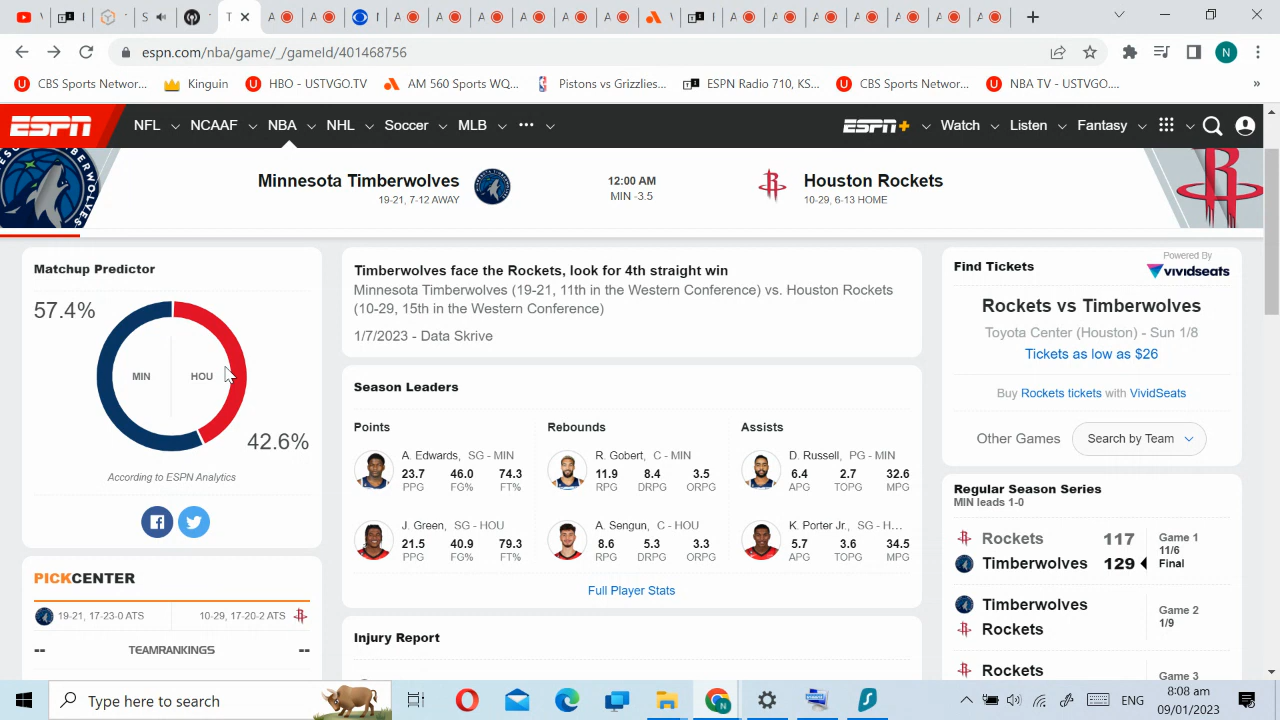 T
espn.com/nba/game/_/gameId/401468756
N
CBS Sports Networ...
Kinguin
HBO - USTVGO.TV
AM 560 Sports WQ...
Pistons vs Grizzlies...
ESPN Radio 710, KS...
CBS Sports Networ...
NBA TV - USTVGO....
ESPN NFL NCAAF NBA NHL Soccer MLB ••• ESPN+ Watch Listen Fantasy
Minnesota Timberwolves
19-21, 7-12 AWAY
12:00 AM
MIN -3.5
Houston Rockets
10-29, 6-13 HOME
Matchup Predictor
57.4%
MIN HOU
42.6%
According to ESPN Analytics
PICKCENTER
19-21, 17-23-0 ATS 10-29, 17-20-2 ATS
-- TEAMRANKINGS --
Timberwolves face the Rockets, look for 4th straight win
Minnesota Timberwolves (19-21, 11th in the Western Conference) vs. Houston Rockets
(10-29, 15th in the Western Conference)
1/7/2023 - Data Skrive
Season Leaders
Points Rebounds Assists
A. Edwards, SG - MIN R. Gobert, C - MIN D. Russell, PG - MIN
23.7 46.0 74.3 11.9 8.4 3.5 6.4 2.7 32.6
PPG FG% FT% RPG DRPG ORPG APG TOPG MPG
J. Green, SG - HOU A. Sengun, C - HOU K. Porter Jr., SG - H...
21.5 40.9 79.3 8.6 5.3 3.3 5.7 3.6 34.5
PPG FG% FT% RPG DRPG ORPG APG TOPG MPG
Full Player Stats
Injury Report
Find Tickets
Powered By
vividseats
Rockets vs Timberwolves
Toyota Center (Houston) - Sun 1/8
Tickets as low as $26
Buy Rockets tickets with VividSeats
Other Games Search by Team
Regular Season Series
MIN leads 1-0
Rockets 117
Timberwolves 129
Game 1
11/6
Final
Timberwolves
Rockets
Game 2
1/9
Rockets
Game 3
Type here to search
ENG
8:08 am
09/01/2023